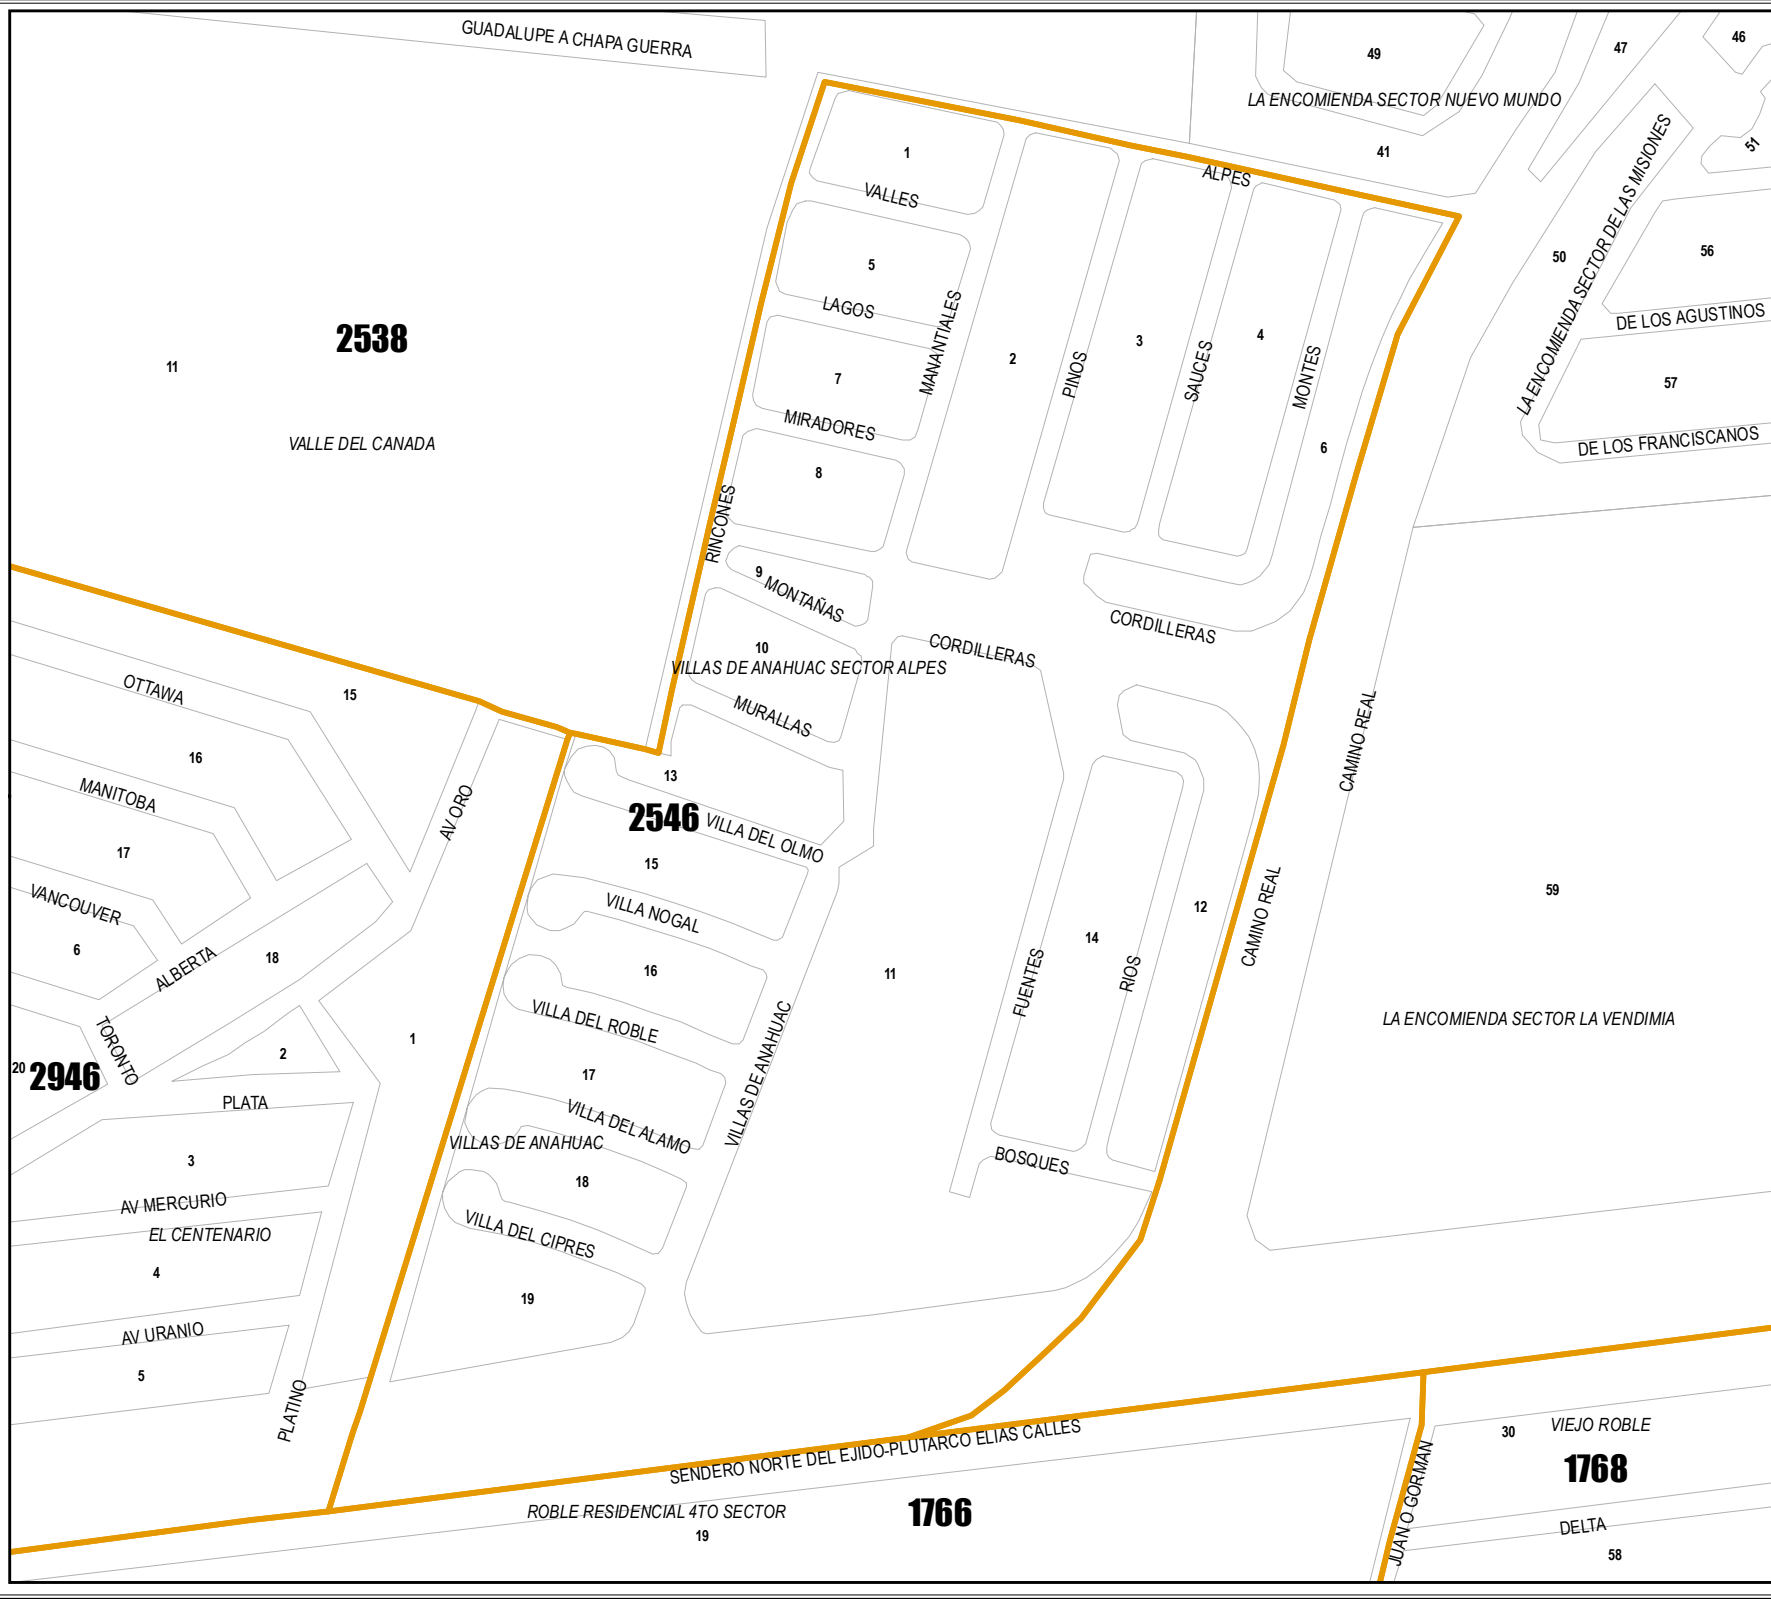 GUADALUPE A CHAPA GUERRA
49
47
46
LA ENCOMIENDA SECTOR NUEVO MUNDO
41
51
1
ALPES
VALLES
LA ENCOMIENDA SECTOR DE LAS MISIONES
50
56
5
LAGOS
MANANTIALES
DE LOS AGUSTINOS
2538
11
VALLE DEL CANADA
7
2
PINOS
3
SAUCES
4
MONTES
6
57
MIRADORES
DE LOS FRANCISCANOS
8
RINCONES
9
MONTAÑAS
CORDILLERAS
CORDILLERAS
10
VILLAS DE ANAHUAC SECTOR ALPES
MURALLAS
OTTAWA
15
16
MANITOBA
17
AV ORO
13
2546
VILLA DEL OLMO
CAMINO REAL
15
VANCOUVER
6
ALBERTA
18
VILLA NOGAL
16
11
14
12
CAMINO REAL
59
FUENTES
RIOS
VILLA DEL ROBLE
LA ENCOMIENDA SECTOR LA VENDIMIA
TORONTO
1
2
20
2946
17
VILLAS DE ANAHUAC
PLATA
VILLA DEL ALAMO
VILLAS DE ANAHUAC
3
BOSQUES
18
AV MERCURIO
EL CENTENARIO
VILLA DEL CIPRES
4
19
AV URANIO
5
PLATINO
SENDERO NORTE DEL EJIDO-PLUTARCO ELIAS CALLES
30
VIEJO ROBLE
1768
ROBLE RESIDENCIAL 4TO SECTOR
1766
19
JUAN O GORMAN
DELTA
58